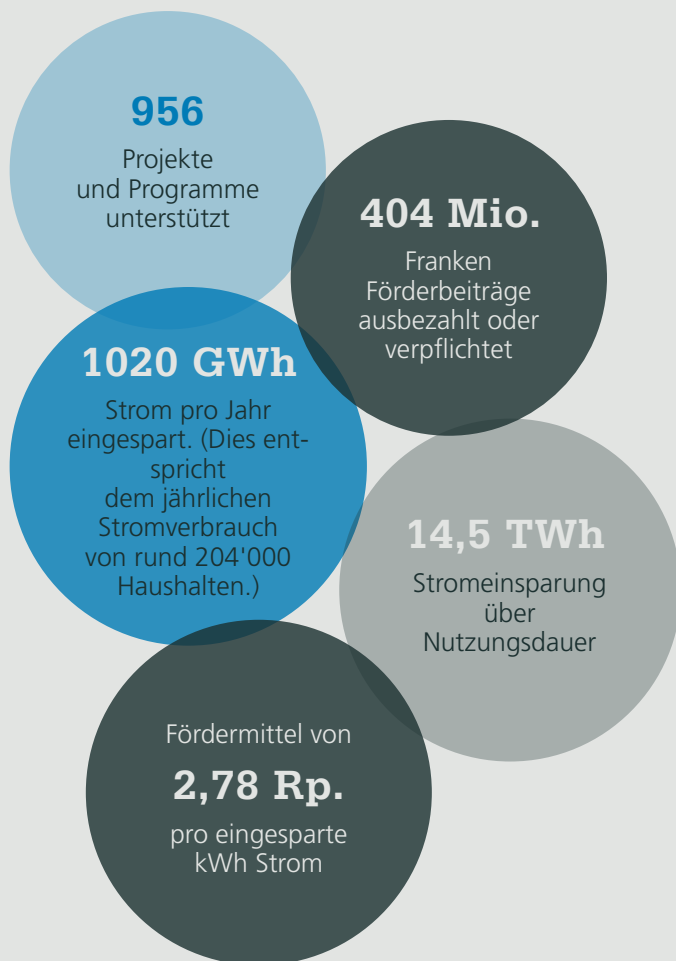 956
Projekte
und Programme
unterstützt
404 Mio.
Franken
Förderbeiträge
ausbezahlt oder
verpflichtet
1020 GWh
Strom pro Jahr
eingespart. (Dies ent-
spricht
dem jährlichen
Stromverbrauch
von rund 204'000
Haushalten.)
14,5 TWh
Stromeinsparung
über
Nutzungsdauer
Fördermittel von
2,78 Rp.
pro eingesparte
kWh Strom